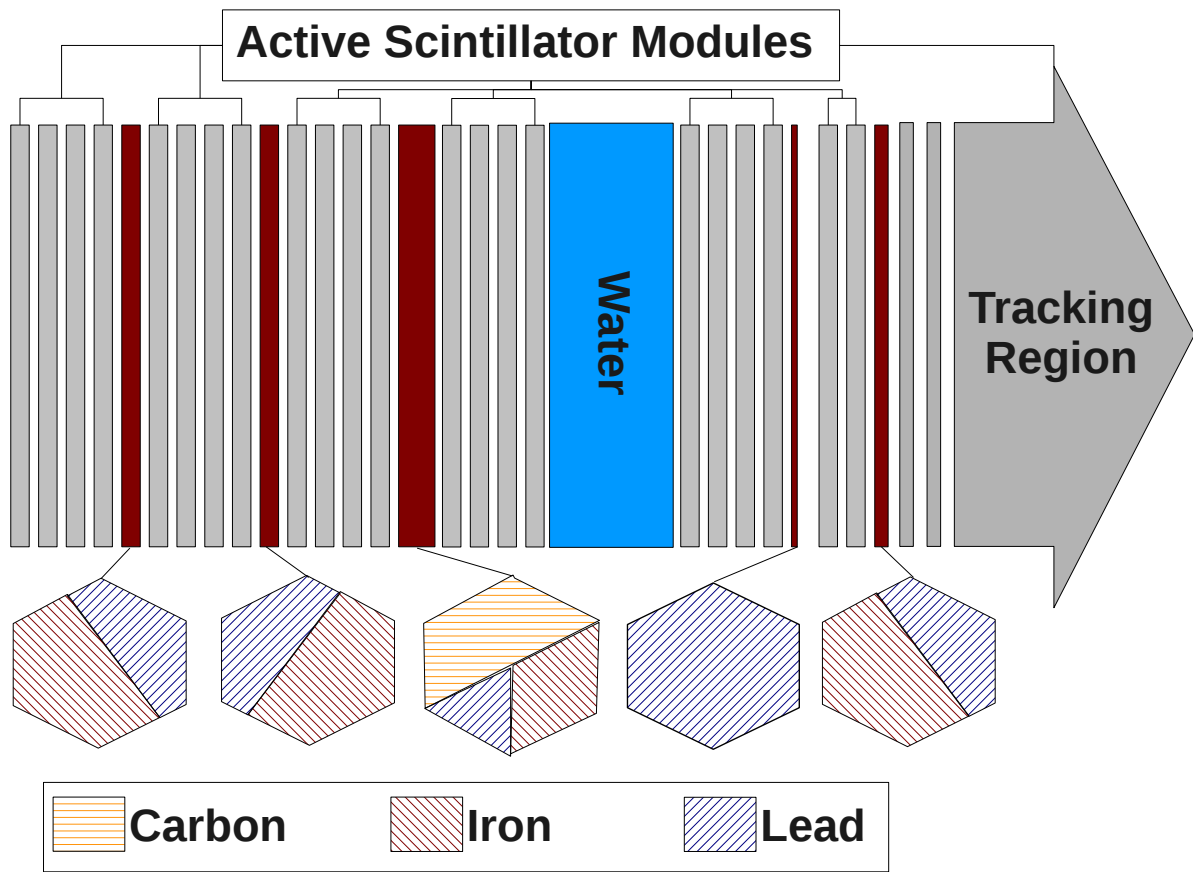 Active Scintillator Modules
Water
Tracking
Region
Carbon
Iron
Lead